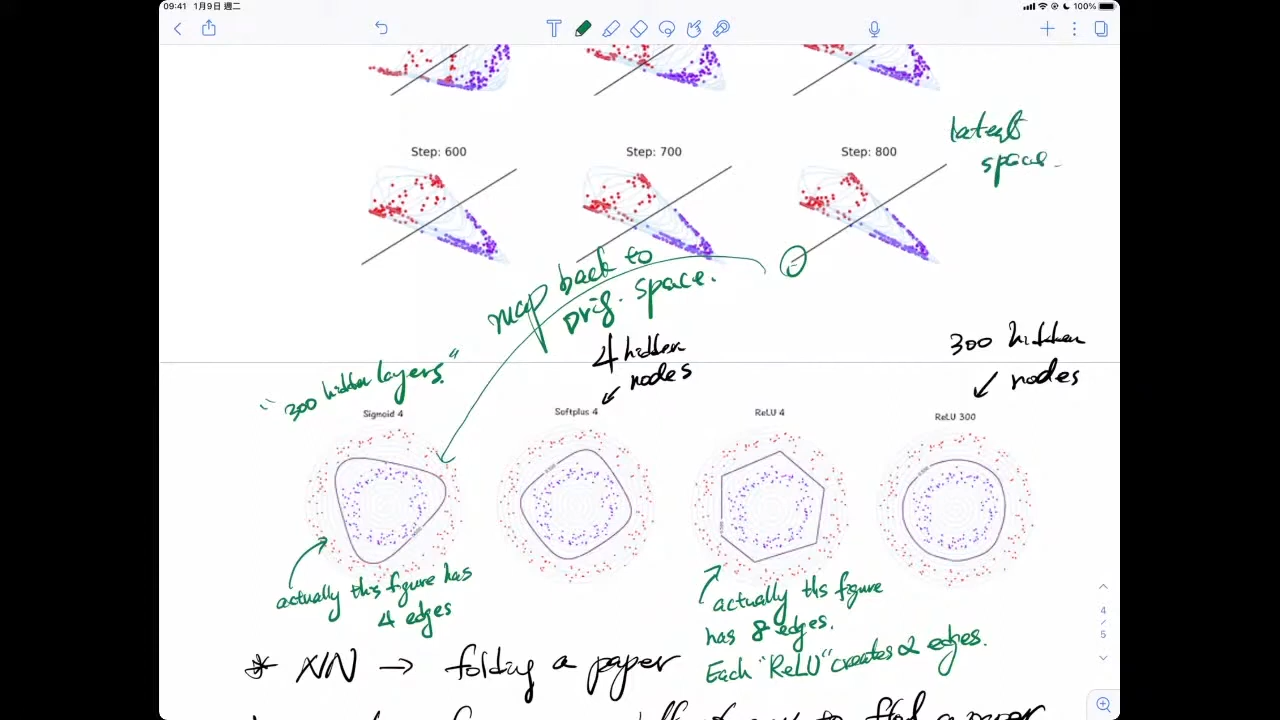 09:41 1月9日 週二
100%
latent
space.
Step: 600
Step: 700
Step: 800
map back to
orig. space.
4 hidden
nodes
300 hidden
nodes
"300 hidden layers."
Sigmoid 4
Softplus 4
ReLU 4
ReLU 300
actually this figure has
4 edges
actually this figure
has 8 edges.
Each "ReLU" creates 2 edges.
* NN → folding a paper
4
5